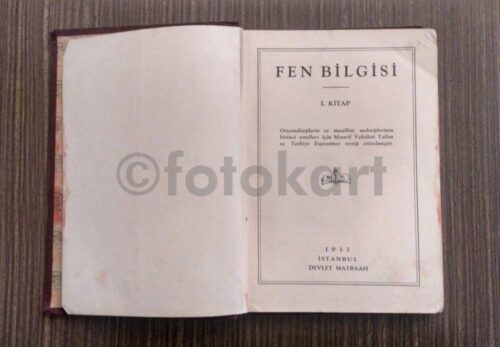 FEN BİLGİSİ
I. KİTAP
Ortamekteplerin ve muallim mekteplerinin
birinci sınıfları için Maarif Vekâleti Talim
ve Terbiye Dairesince tertip ettirilmiştir.
©fotokart
1933
İSTANBUL
DEVLET MATBAASI